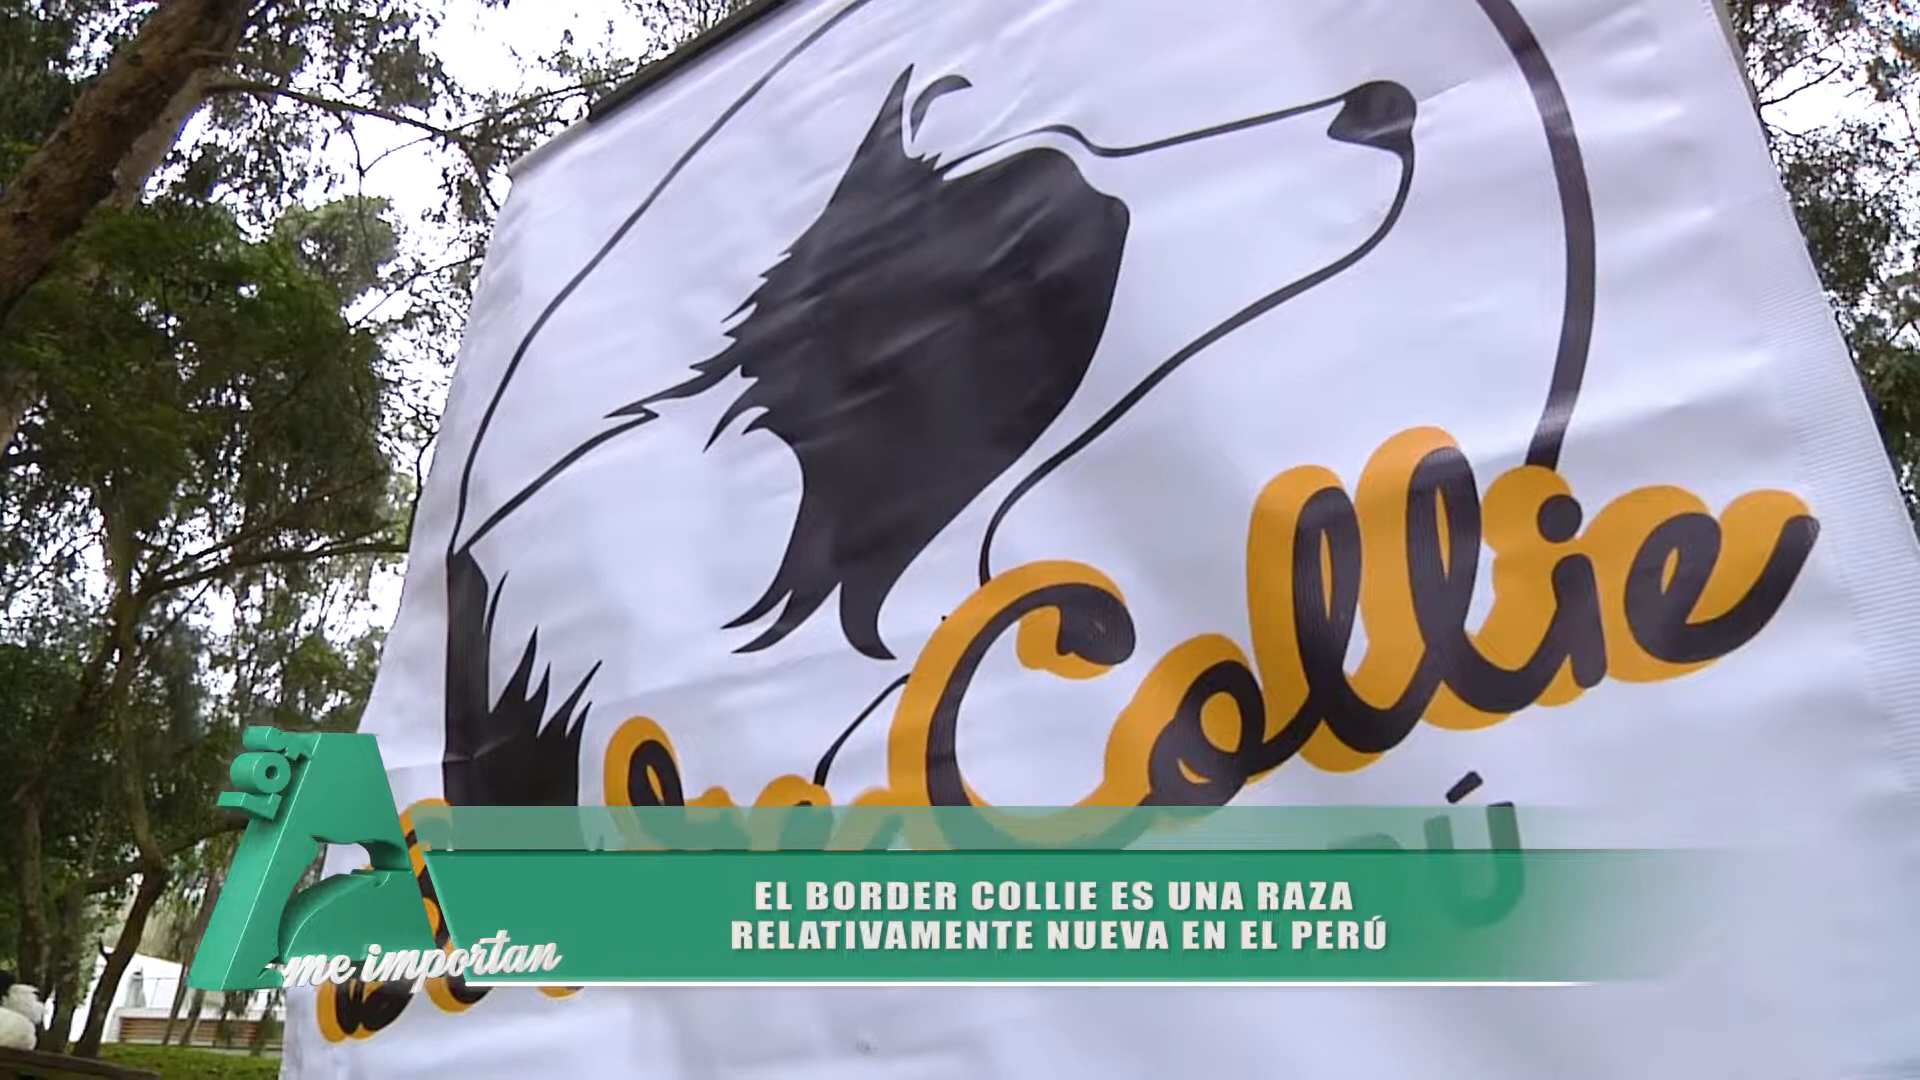 Collie
los A
me importan
EL BORDER COLLIE ES UNA RAZA
RELATIVAMENTE NUEVA EN EL PERÚ